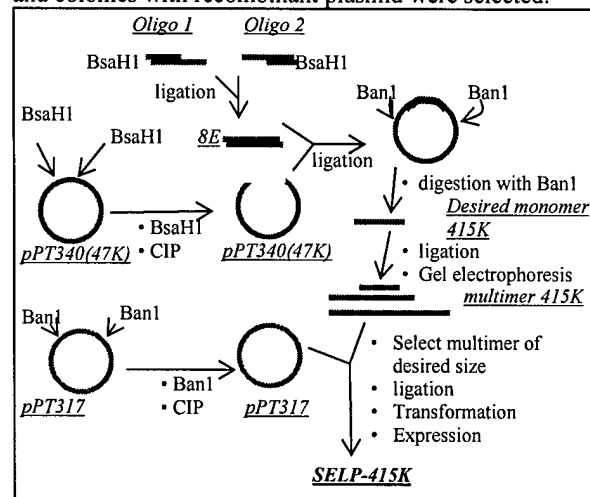 and colonies with recombinant plasmid were selected.
Oligo 1 Oligo 2
BsaH1 BsaH1
ligation
Ban1 Ban1
BsaH1
BsaH1
8E
ligation
• digestion with Ban1
Desired monomer
415K
• BsaH1
• CIP
pPT340(47K) pPT340(47K)
• ligation
• Gel electrophoresis
multimer 415K
Ban1 Ban1
• Select multimer of
desired size
• ligation
• Transformation
• Expression
• Ban1
• CIP
pPT317 pPT317
SELP-415K